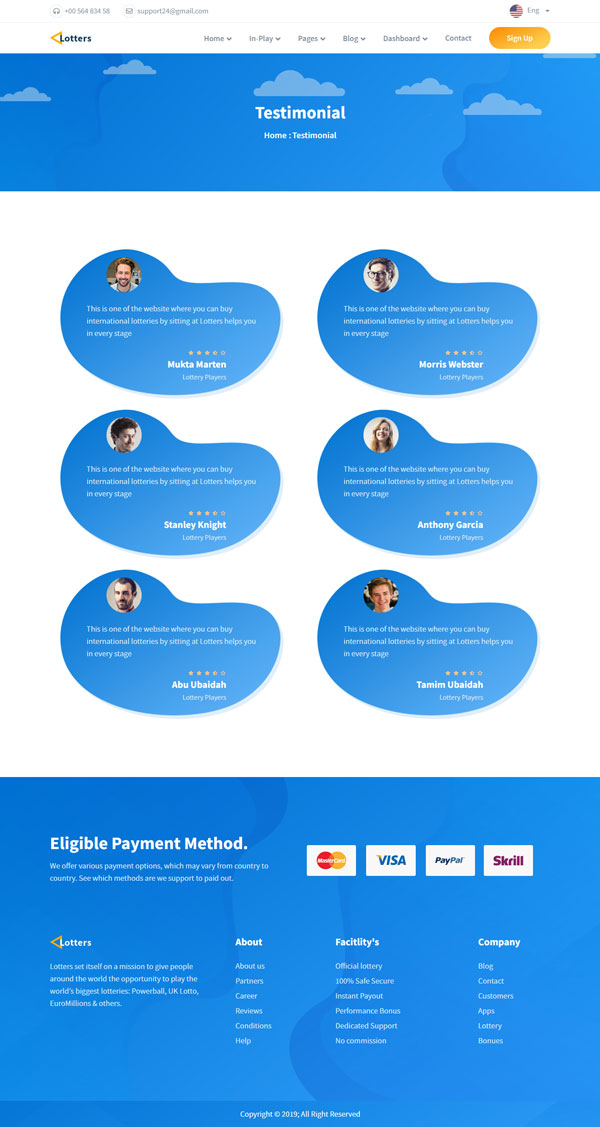 +00 564 834 58
support24@gmail.com
Eng
Lotters
Home
In-Play
Pages
Blog
Dashboard
Contact
Sign Up
Testimonial
Home : Testimonial
This is one of the website where you can buy
international lotteries by sitting at Lotters helps you
in every stage
Mukta Marten
Lottery Players
This is one of the website where you can buy
international lotteries by sitting at Lotters helps you
in every stage
Morris Webster
Lottery Players
This is one of the website where you can buy
international lotteries by sitting at Lotters helps you
in every stage
Stanley Knight
Lottery Players
This is one of the website where you can buy
international lotteries by sitting at Lotters helps you
in every stage
Anthony Garcia
Lottery Players
This is one of the website where you can buy
international lotteries by sitting at Lotters helps you
in every stage
Abu Ubaidah
Lottery Players
This is one of the website where you can buy
international lotteries by sitting at Lotters helps you
in every stage
Tamim Ubaidah
Lottery Players
Eligible Payment Method.
We offer various payment options, which may vary from country to
country. See which methods are we support to paid out.
MasterCard
VISA
PayPal
Skrill
Lotters
Lotters set itself on a mission to give people
around the world the opportunity to play the
world's biggest lotteries: Powerball, UK Lotto,
EuroMillions & others.
About
About us
Partners
Career
Reviews
Conditions
Help
Facitlity's
Official lottery
100% Safe Secure
Instant Payout
Performance Bonus
Dedicated Support
No commission
Company
Blog
Contact
Customers
Apps
Lottery
Bonues
Copyright © 2019; All Right Reserved